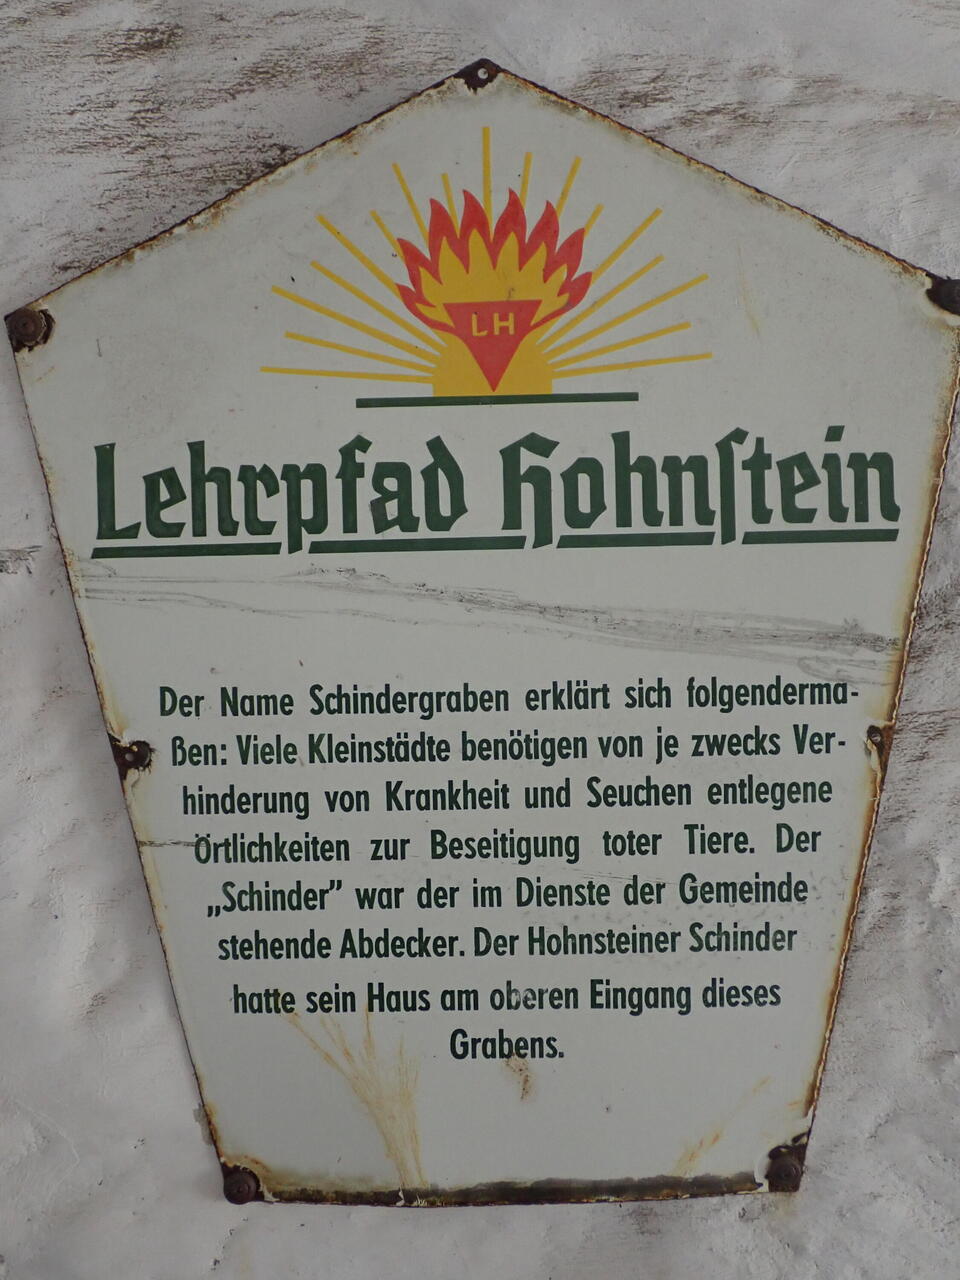 LH
Lehrpfad Hohnſtein
Der Name Schindergraben erklärt sich folgenderma-
ßen: Viele Kleinstädte benötigen von je zwecks Ver-
hinderung von Krankheit und Seuchen entlegene
Örtlichkeiten zur Beseitigung toter Tiere. Der
„Schinder” war der im Dienste der Gemeinde
stehende Abdecker. Der Hohnsteiner Schinder
hatte sein Haus am oberen Eingang dieses
Grabens.